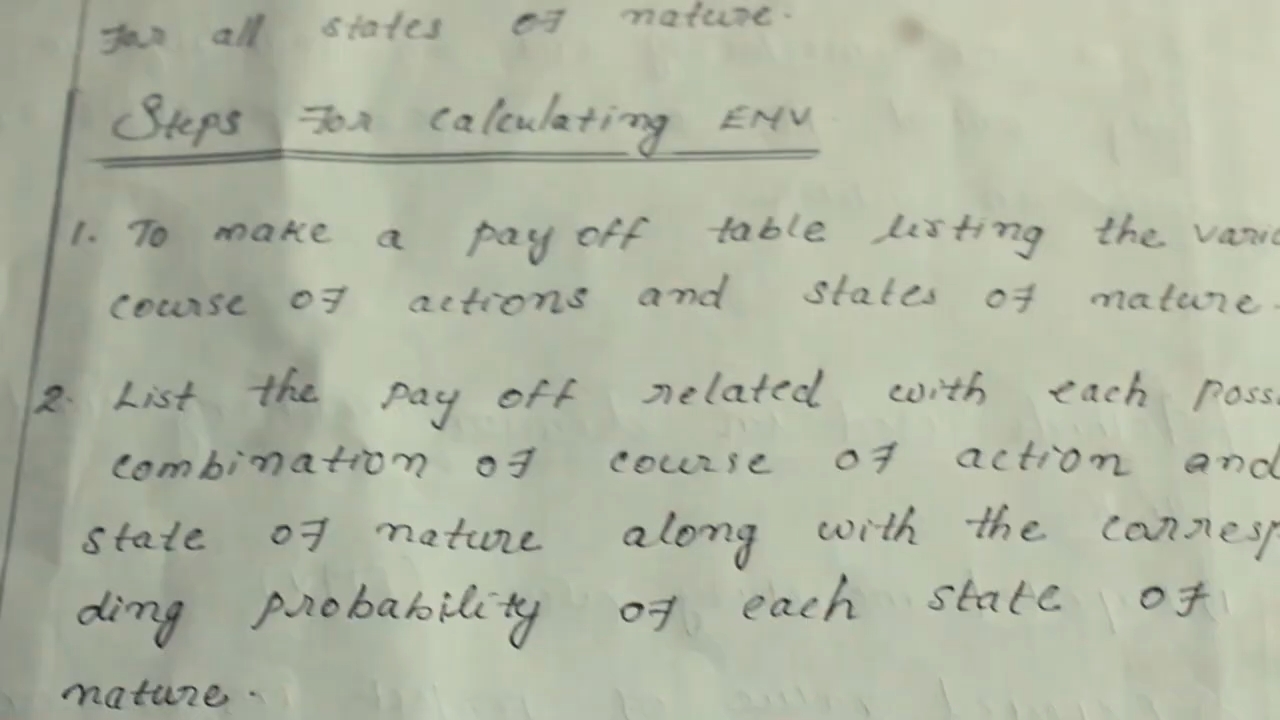 For all states of nature.
Steps For calculating EMV
1. To make a pay off table listing the vari
course of actions and states of nature.
2. List the pay off related with each poss
combination of course of action and
state of nature along with the corresp
ding probability of each state of
nature.